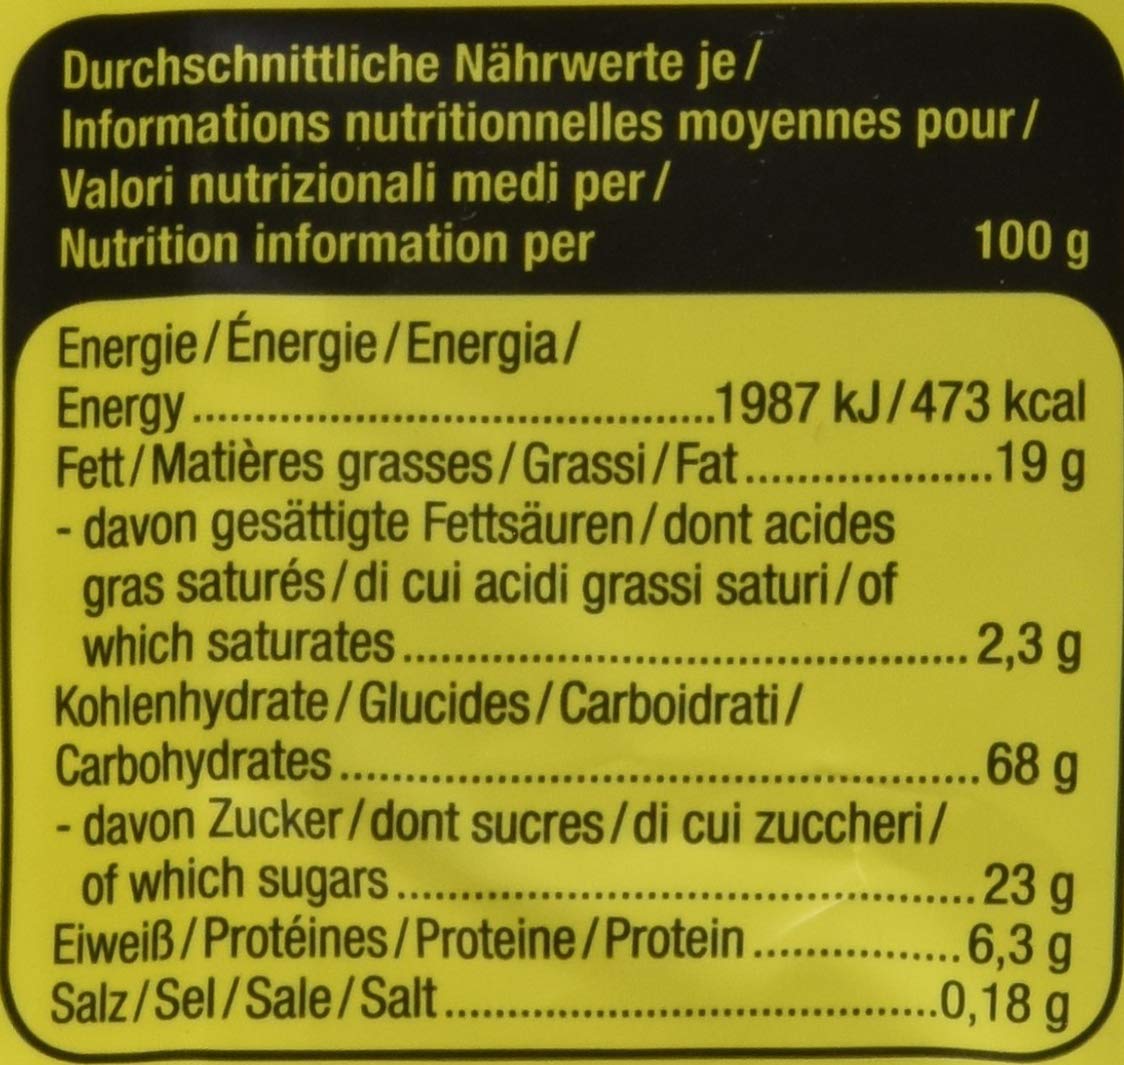 Durchschnittliche Nährwerte je /
Informations nutritionnelles moyennes pour /
Valori nutrizionali medi per /
Nutrition information per 100 g
Energie / Énergie / Energia /
Energy ........................................ 1987 kJ / 473 kcal
Fett / Matières grasses / Grassi / Fat ................... 19 g
- davon gesättigte Fettsäuren / dont acides
gras saturés / di cui acidi grassi saturi / of
which saturates ........................................... 2,3 g
Kohlenhydrate / Glucides / Carboidrati /
Carbohydrates ................................................ 68 g
- davon Zucker / dont sucres / di cui zuccheri /
of which sugars ............................................ 23 g
Eiweiß / Protéines / Proteine / Protein ................ 6,3 g
Salz / Sel / Sale / Salt ...................................... 0,18 g